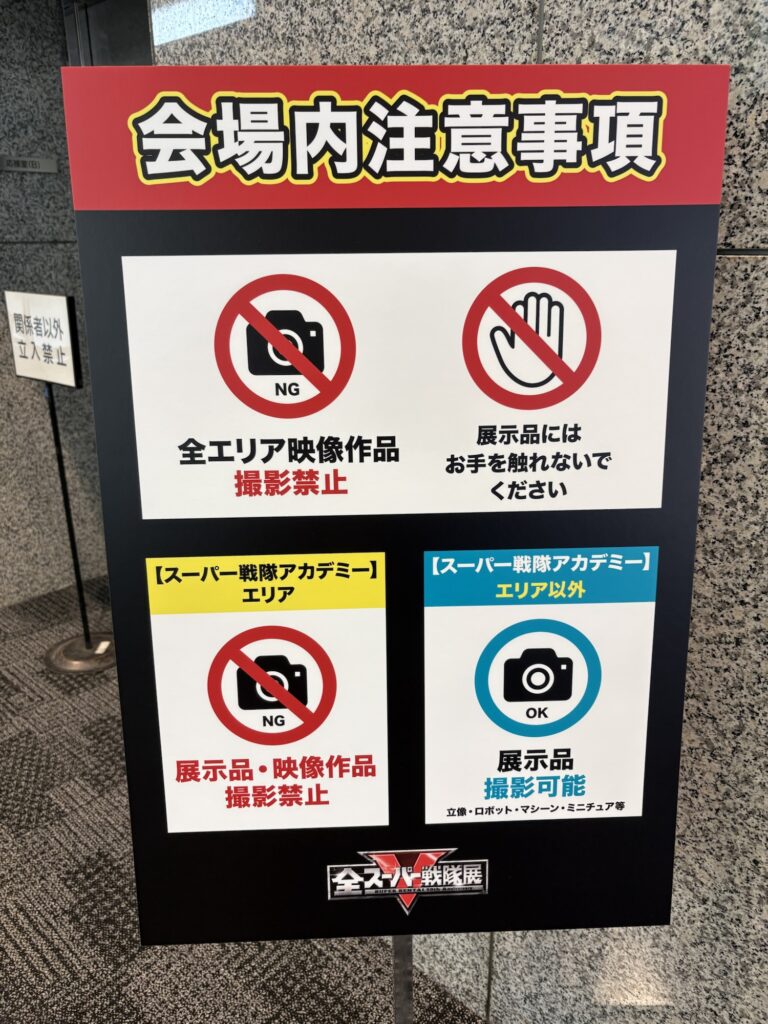 会場内注意事項
応接室(B)
関係者以外
立入禁止
NG
全エリア映像作品
撮影禁止
展示品には
お手を触れないで
ください
【スーパー戦隊アカデミー】
エリア
NG
展示品・映像作品
撮影禁止
【スーパー戦隊アカデミー】
エリア以外
OK
展示品
撮影可能
立像・ロボット・マシーン・ミニチュア等
全スーパー戦隊展